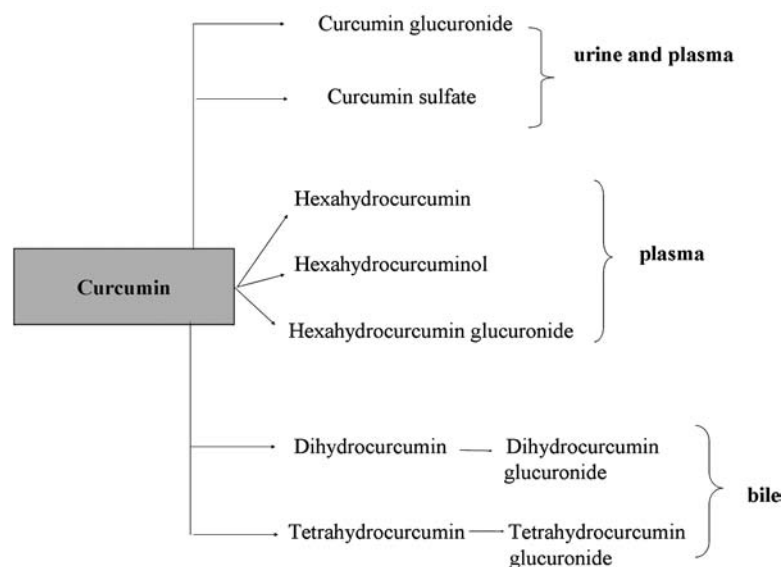 Curcumin glucuronide
urine and plasma
Curcumin sulfate
Hexahydrocurcumin
plasma
Hexahydrocurcuminol
Curcumin
Hexahydrocurcumin glucuronide
Dihydrocurcumin
Dihydrocurcumin
glucuronide
bile
Tetrahydrocurcumin
Tetrahydrocurcumin
glucuronide